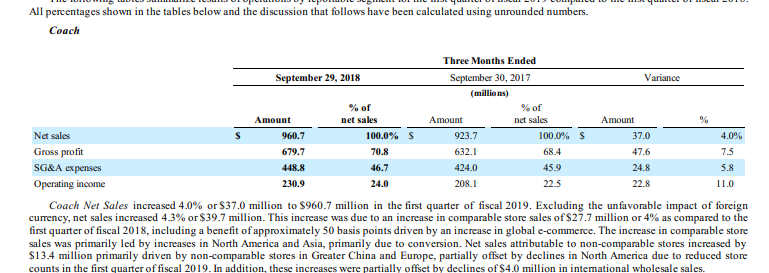 All percentages shown in the tables below and the discussion that follows have been calculated using unrounded numbers.
Coach
Three Months Ended
September 29, 2018 September 30, 2017 Variance
(millions)
% of % of
Amount net sales Amount net sales Amount %
Net sales $ 960.7 100.0% $ 923.7 100.0% $ 37.0 4.0%
Gross profit 679.7 70.8 632.1 68.4 47.6 7.5
SG&A expenses 448.8 46.7 424.0 45.9 24.8 5.8
Operating income 230.9 24.0 208.1 22.5 22.8 11.0
Coach Net Sales increased 4.0% or $37.0 million to $960.7 million in the first quarter of fiscal 2019. Excluding the unfavorable impact of foreign
currency, net sales increased 4.3% or $39.7 million. This increase was due to an increase in comparable store sales of $27.7 million or 4% as compared to the
first quarter of fiscal 2018, including a benefit of approximately 50 basis points driven by an increase in global e-commerce. The increase in comparable store
sales was primarily led by increases in North America and Asia, primarily due to conversion. Net sales attributable to non-comparable stores increased by
$13.4 million primarily driven by non-comparable stores in Greater China and Europe, partially offset by declines in North America due to reduced store
counts in the first quarter of fiscal 2019. In addition, these increases were partially offset by declines of $4.0 million in international wholesale sales.